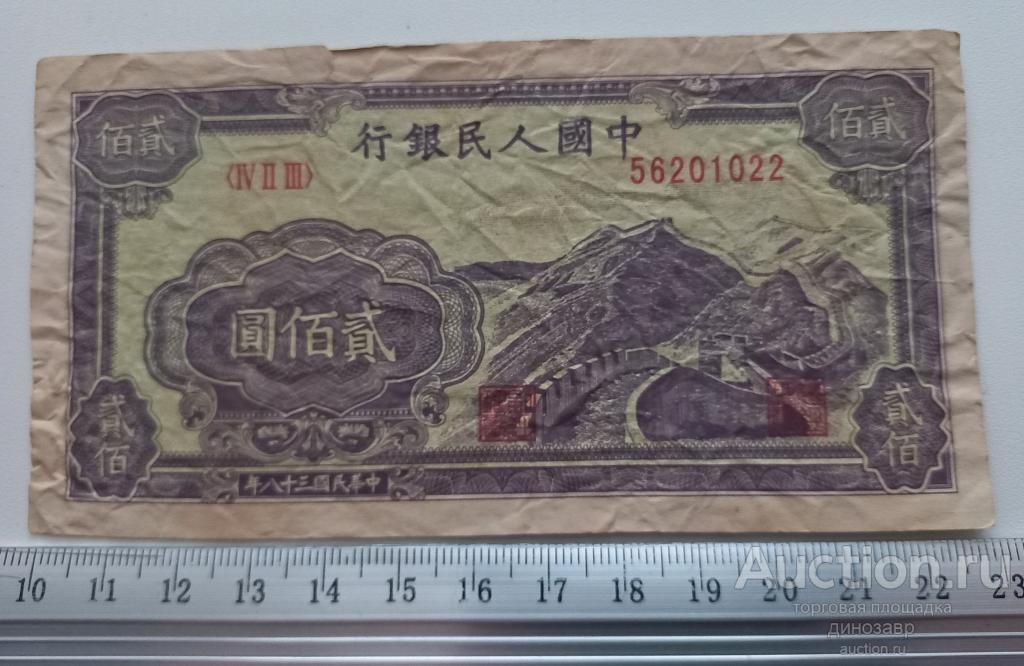 行銀民人國中
佰貳
佰貳
〈IV II III〉
56201022
圓佰貳
貳佰
貳佰
年八十三國民華中
10 11 12 13 14 15 16 17 18 19 20 21 22 23
Auction.ru
торговая площадка
динозавр
auction.ru